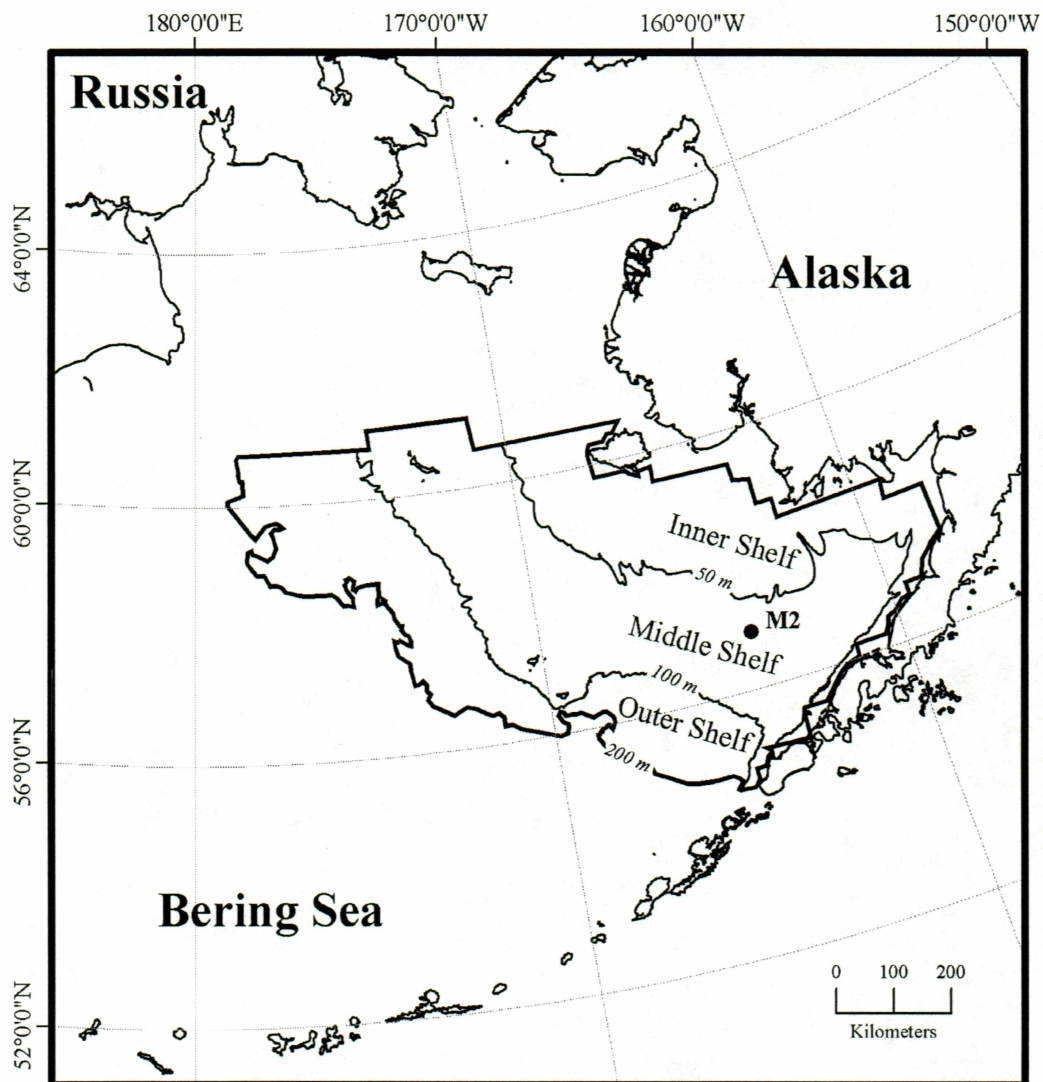 180°0'0"E 170°0'0"W 160°0'0"W 150°0'0"W
Russia
64°0'0"N
Alaska
60°0'0"N
Inner Shelf
50 m
M2
Middle Shelf
100 m
Outer Shelf
200 m
56°0'0"N
Bering Sea
0 100 200
Kilometers
52°0'0"N